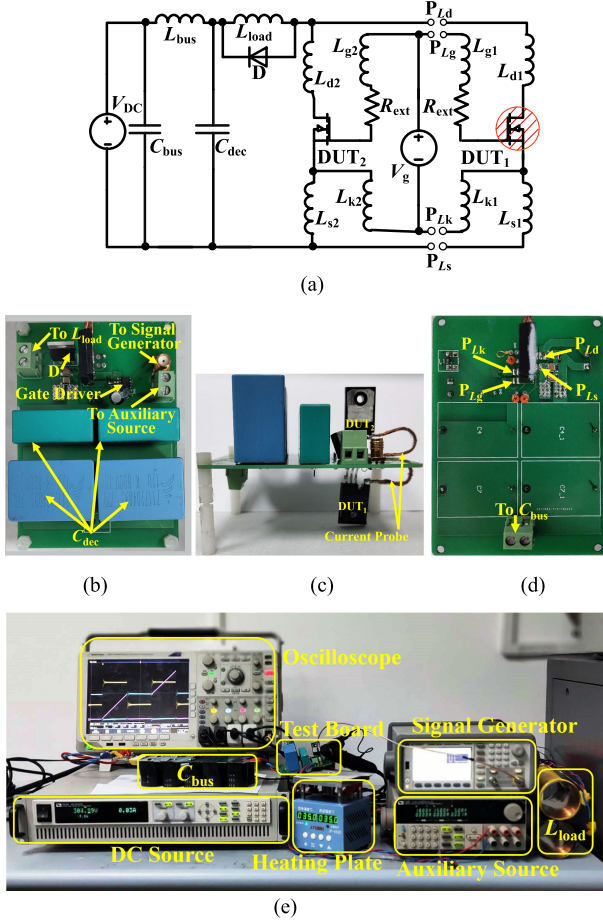 L_bus
L_load
D
P_Ld
P_Lg
L_g2
L_g1
L_d2
L_d1
V_DC
R_ext
R_ext
C_bus
C_dec
DUT_2
V_g
DUT_1
L_k2
L_k1
L_s2
L_s1
P_Lk
P_Ls
(a)
To L_load
To Signal Generator
D
Gate Driver
To Auxiliary Source
C_dec
(b)
DUT_2
DUT_1
Current Probe
(c)
P_Lk
P_Ld
P_Lg
P_Ls
To C_bus
(d)
Oscilloscope
Test Board
Signal Generator
C_bus
L_load
DC Source
Heating Plate
Auxiliary Source
(e)